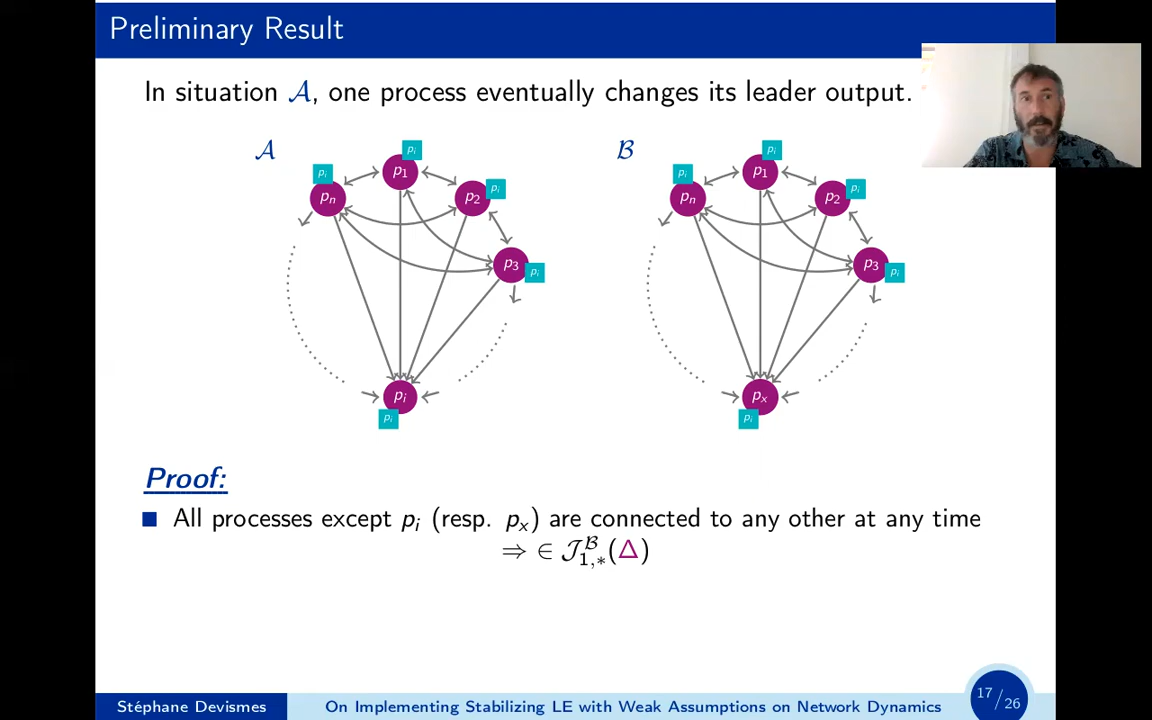 Preliminary Result
In situation 𝒜, one process eventually changes its leader output.
𝒜
pᵢ
p₁
pᵢ
pₙ
pᵢ
p₂
p₃
pᵢ
pᵢ
pᵢ
ℬ
pᵢ
p₁
pᵢ
pₙ
pᵢ
p₂
p₃
pᵢ
pₓ
pᵢ
Proof:
■ All processes except pᵢ (resp. pₓ) are connected to any other at any time
⇒ ∈ 𝒥₁,*^ℬ(Δ)
Stéphane Devismes
On Implementing Stabilizing LE with Weak Assumptions on Network Dynamics
17/26